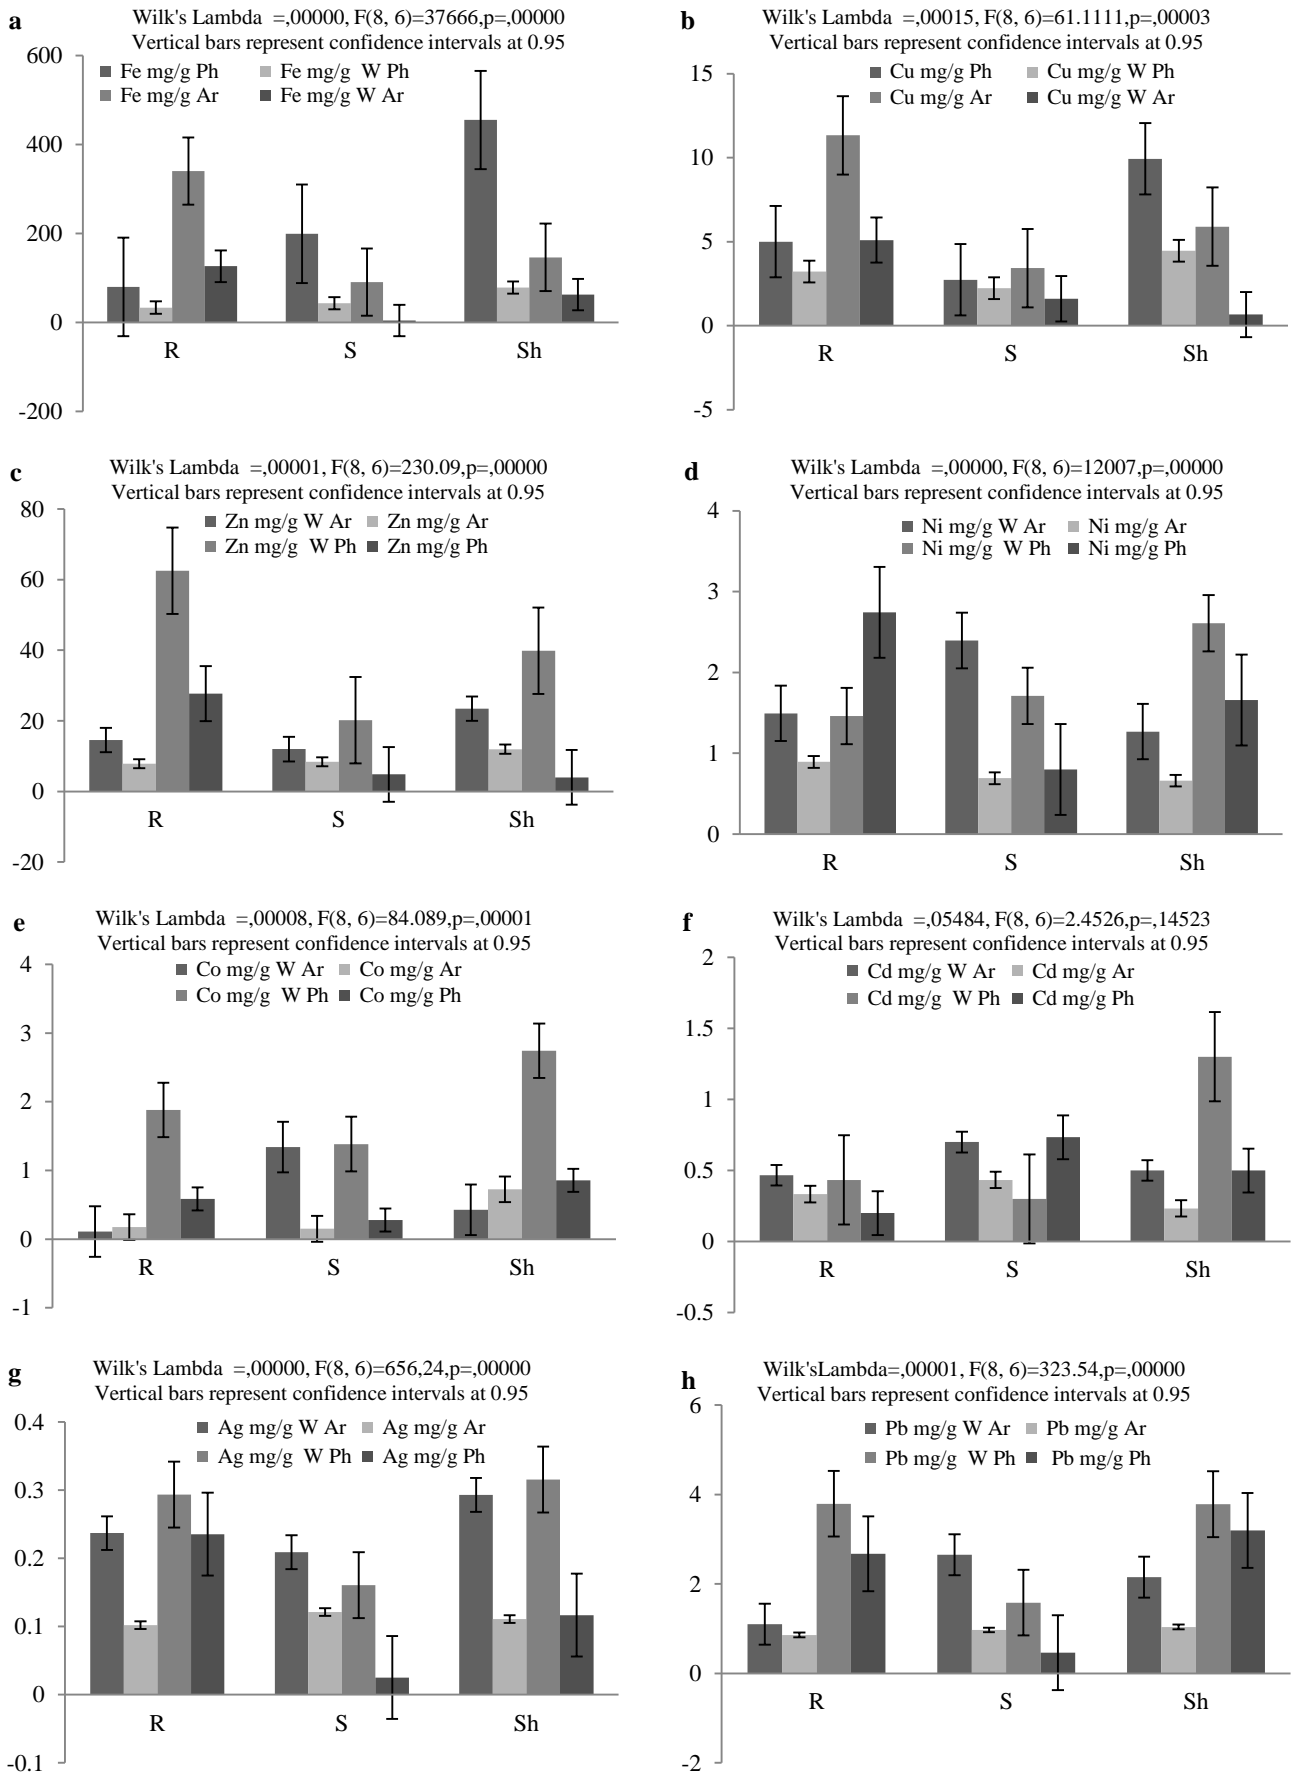 a
Wilk's Lambda =,00000, F(8, 6)=37666,p=,00000
Vertical bars represent confidence intervals at 0.95
600
Fe mg/g Ph
Fe mg/g W Ph
Fe mg/g Ar
Fe mg/g W Ar
400
200
0
-200
R
S
Sh
b
Wilk's Lambda =,00015, F(8, 6)=61.1111,p=,00003
Vertical bars represent confidence intervals at 0.95
15
Cu mg/g Ph
Cu mg/g W Ph
Cu mg/g Ar
Cu mg/g W Ar
10
5
0
-5
R
S
Sh
c
Wilk's Lambda =,00001, F(8, 6)=230.09,p=,00000
Vertical bars represent confidence intervals at 0.95
80
Zn mg/g W Ar
Zn mg/g Ar
Zn mg/g W Ph
Zn mg/g Ph
60
40
20
0
-20
R
S
Sh
d
Wilk's Lambda =,00000, F(8, 6)=12007,p=,00000
Vertical bars represent confidence intervals at 0.95
4
Ni mg/g W Ar
Ni mg/g Ar
Ni mg/g W Ph
Ni mg/g Ph
3
2
1
0
R
S
Sh
e
Wilk's Lambda =,00008, F(8, 6)=84.089,p=,00001
Vertical bars represent confidence intervals at 0.95
4
Co mg/g W Ar
Co mg/g Ar
Co mg/g W Ph
Co mg/g Ph
3
2
1
0
-1
R
S
Sh
f
Wilk's Lambda =,05484, F(8, 6)=2.4526,p=,14523
Vertical bars represent confidence intervals at 0.95
2
Cd mg/g W Ar
Cd mg/g Ar
Cd mg/g W Ph
Cd mg/g Ph
1.5
1
0.5
0
-0.5
R
S
Sh
g
Wilk's Lambda =,00000, F(8, 6)=656,24,p=,00000
Vertical bars represent confidence intervals at 0.95
0.4
Ag mg/g W Ar
Ag mg/g Ar
Ag mg/g W Ph
Ag mg/g Ph
0.3
0.2
0.1
0
-0.1
R
S
Sh
h
Wilk'sLambda=,00001, F(8, 6)=323.54,p=,00000
Vertical bars represent confidence intervals at 0.95
6
Pb mg/g W Ar
Pb mg/g Ar
Pb mg/g W Ph
Pb mg/g Ph
4
2
0
-2
R
S
Sh